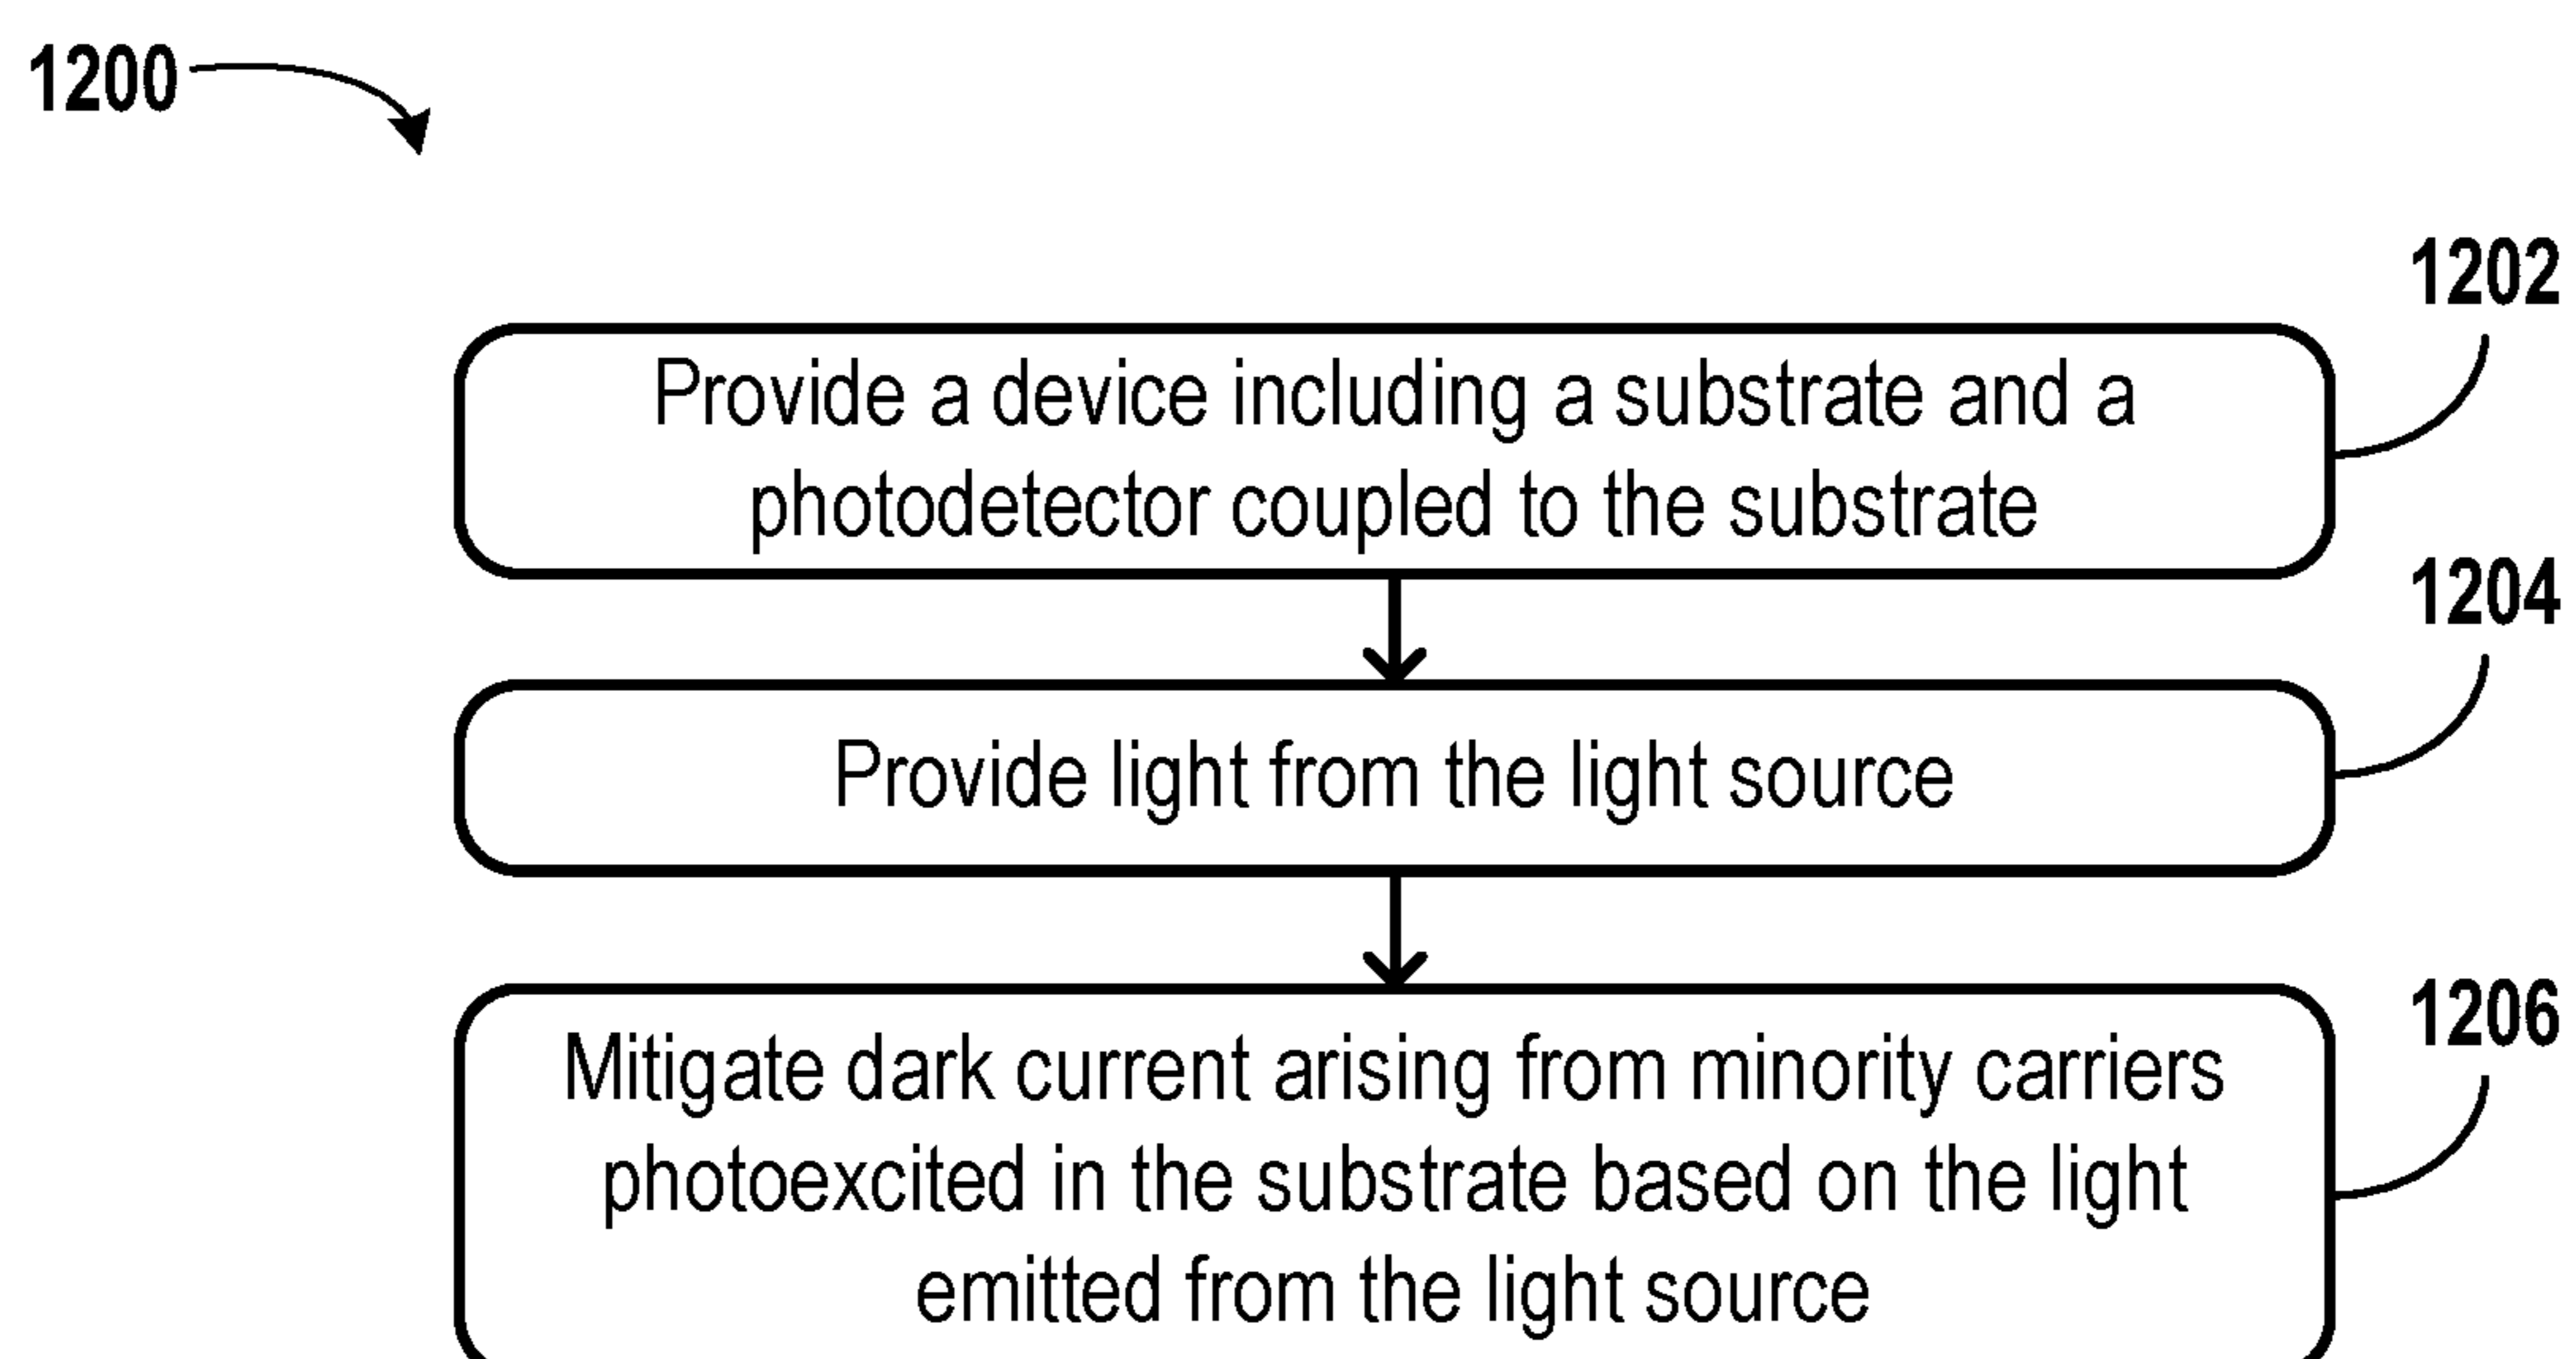 1200
1202
Provide a device including a substrate and a
photodetector coupled to the substrate
1204
Provide light from the light source
1206
Mitigate dark current arising from minority carriers
photoexcited in the substrate based on the light
emitted from the light source